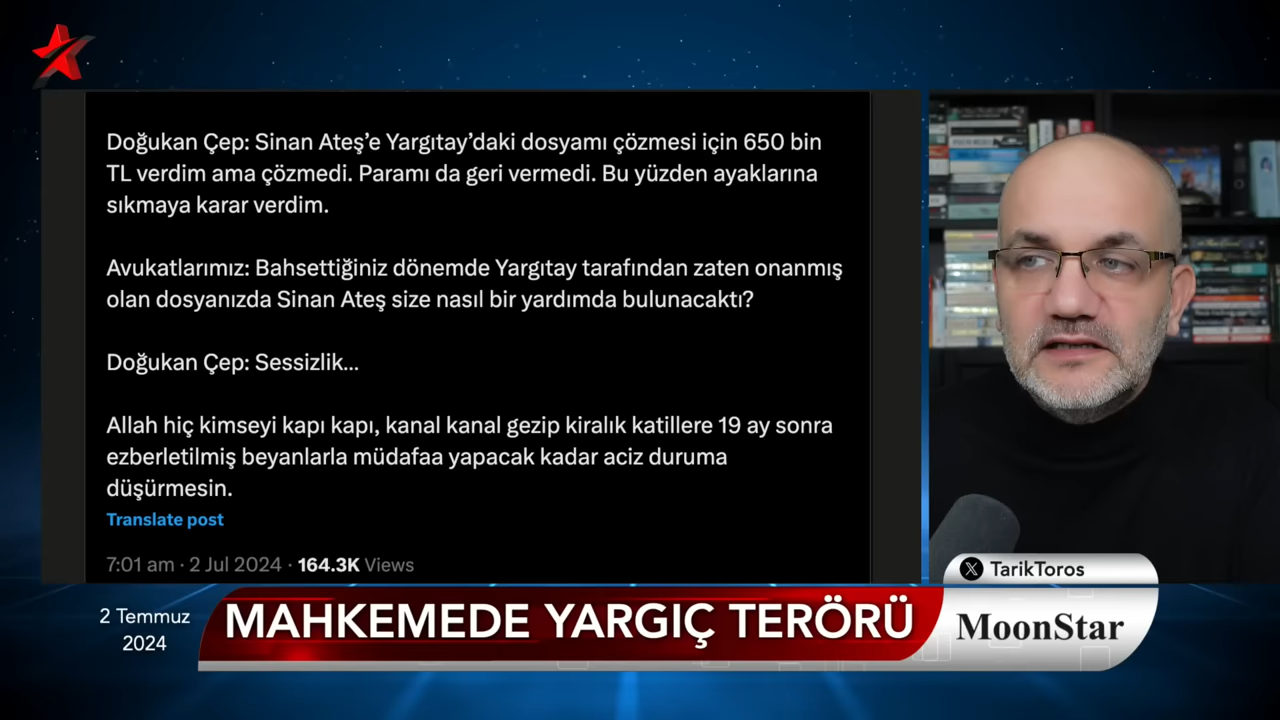 Doğukan Çep: Sinan Ateş’e Yargıtay’daki dosyamı çözmesi için 650 bin
TL verdim ama çözmedi. Paramı da geri vermedi. Bu yüzden ayaklarına
sıkmaya karar verdim.
Avukatlarımız: Bahsettiğiniz dönemde Yargıtay tarafından zaten onanmış
olan dosyanızda Sinan Ateş size nasıl bir yardımda bulunacaktı?
Doğukan Çep: Sessizlik...
Allah hiç kimseyi kapı kapı, kanal kanal gezip kiralık katillere 19 ay sonra
ezberletilmiş beyanlarla müdafaa yapacak kadar aciz duruma
düşürmesin.
Translate post
7:01 am · 2 Jul 2024 · 164.3K Views
X TarikToros
2 Temmuz
2024
MAHKEMEDE YARGIÇ TERÖRÜ
MoonStar